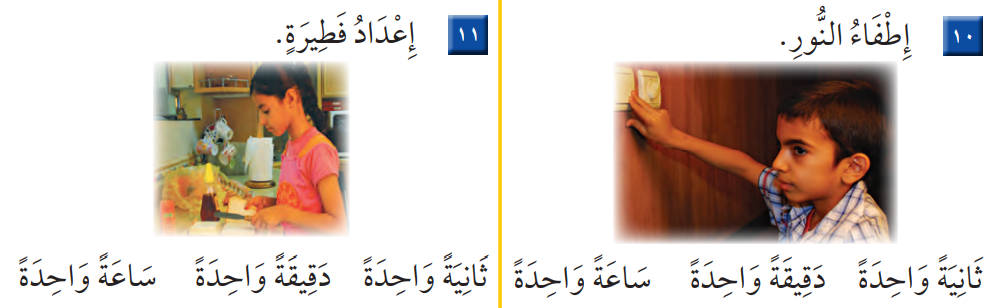 ١٠ إِطْفَاءُ النُّورِ.
ثَانِيَةً وَاحِدَةً دَقِيقَةً وَاحِدَةً سَاعَةً وَاحِدَةً
١١ إِعْدَادُ فَطِيرَةٍ.
ثَانِيَةً وَاحِدَةً دَقِيقَةً وَاحِدَةً سَاعَةً وَاحِدَةً